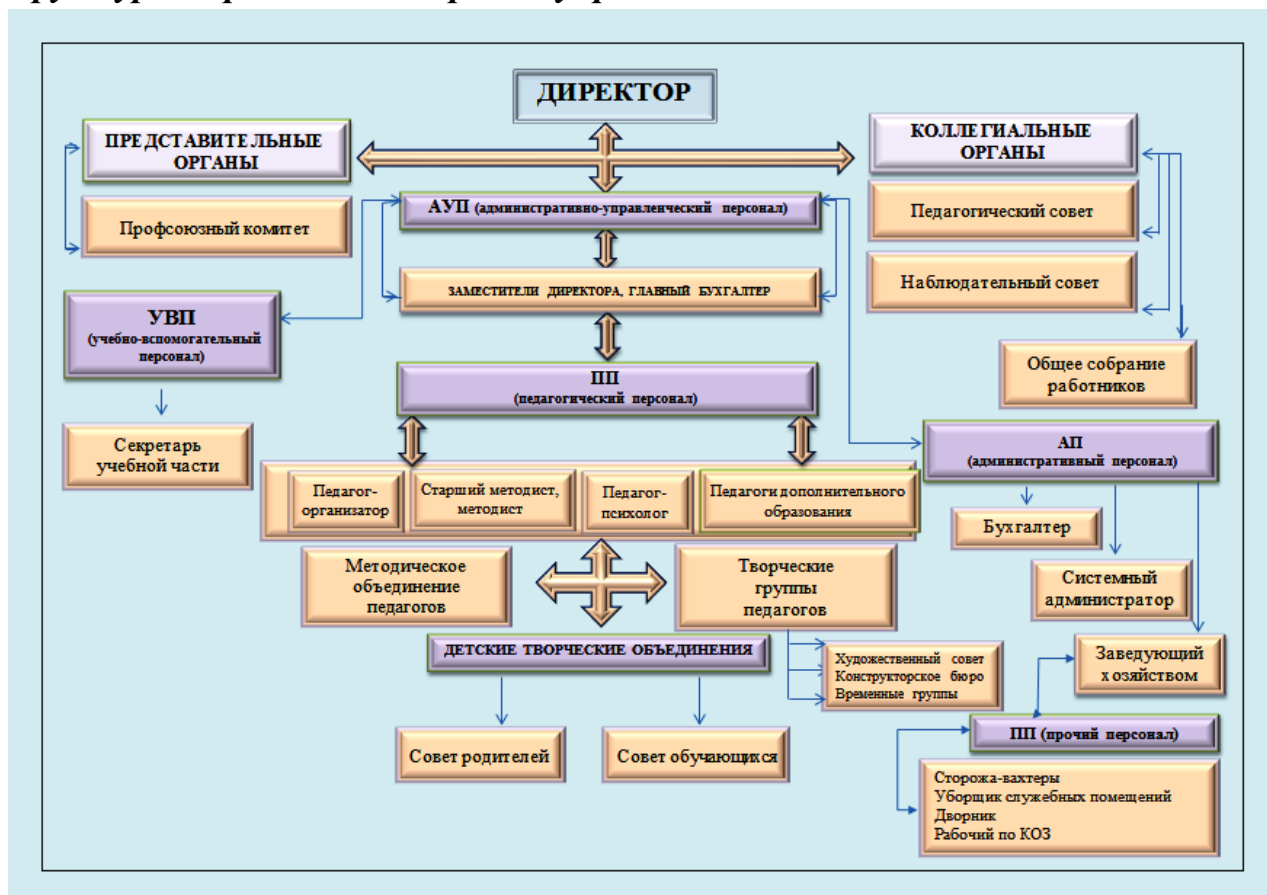 ДИРЕКТОР
ПРЕДСТАВИТЕЛЬНЫЕ
ОРГАНЫ
КОЛЛЕГИАЛЬНЫЕ
ОРГАНЫ
Профсоюзный комитет
АУП (административно-управленческий персонал)
Педагогический совет
ЗАМЕСТИТЕЛИ ДИРЕКТОРА, ГЛАВНЫЙ БУХГАЛТЕР
Наблюдательный совет
УВП
(учебно-вспомогательный
персонал)
Общее собрание
работников
ПП
(педагогический персонал)
Секретарь
учебной части
АП
(административный персонал)
Педагог-
организатор
Старший методист,
методист
Педагог-
психолог
Педагоги дополнительного
образования
Бухгалтер
Методическое
объединение
педагогов
Творческие
группы
педагогов
Системный
администратор
ДЕТСКИЕ ТВОРЧЕСКИЕ ОБЪЕДИНЕНИЯ
Художественный совет
Конструкторское бюро
Временные группы
Заведующий
хозяйством
Совет родителей
Совет обучающихся
ПП (прочий персонал)
Сторожа-вахтеры
Уборщик служебных помещений
Дворник
Рабочий по КОЗ